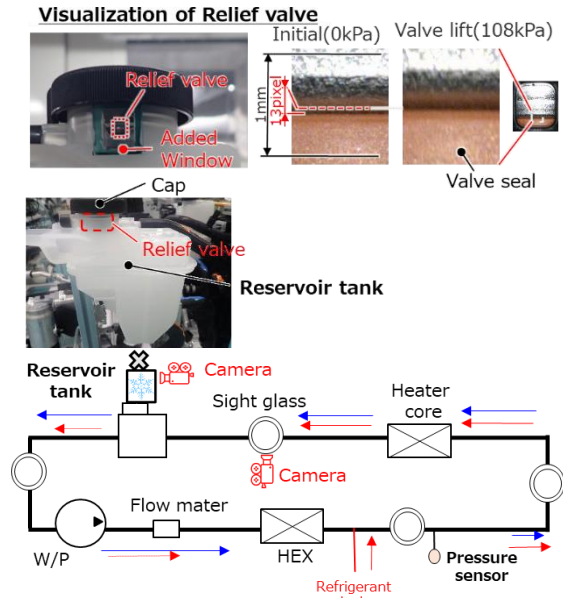 Visualization of Relief valve
Initial(0kPa)
Valve lift(108kPa)
Relief valve
Added
Window
1mm
13pixel
Valve seal
Cap
Relief valve
Reservoir tank
Reservoir
tank
Camera
Sight glass
Heater
core
Camera
Flow mater
W/P
HEX
Pressure
sensor
Refrigerant